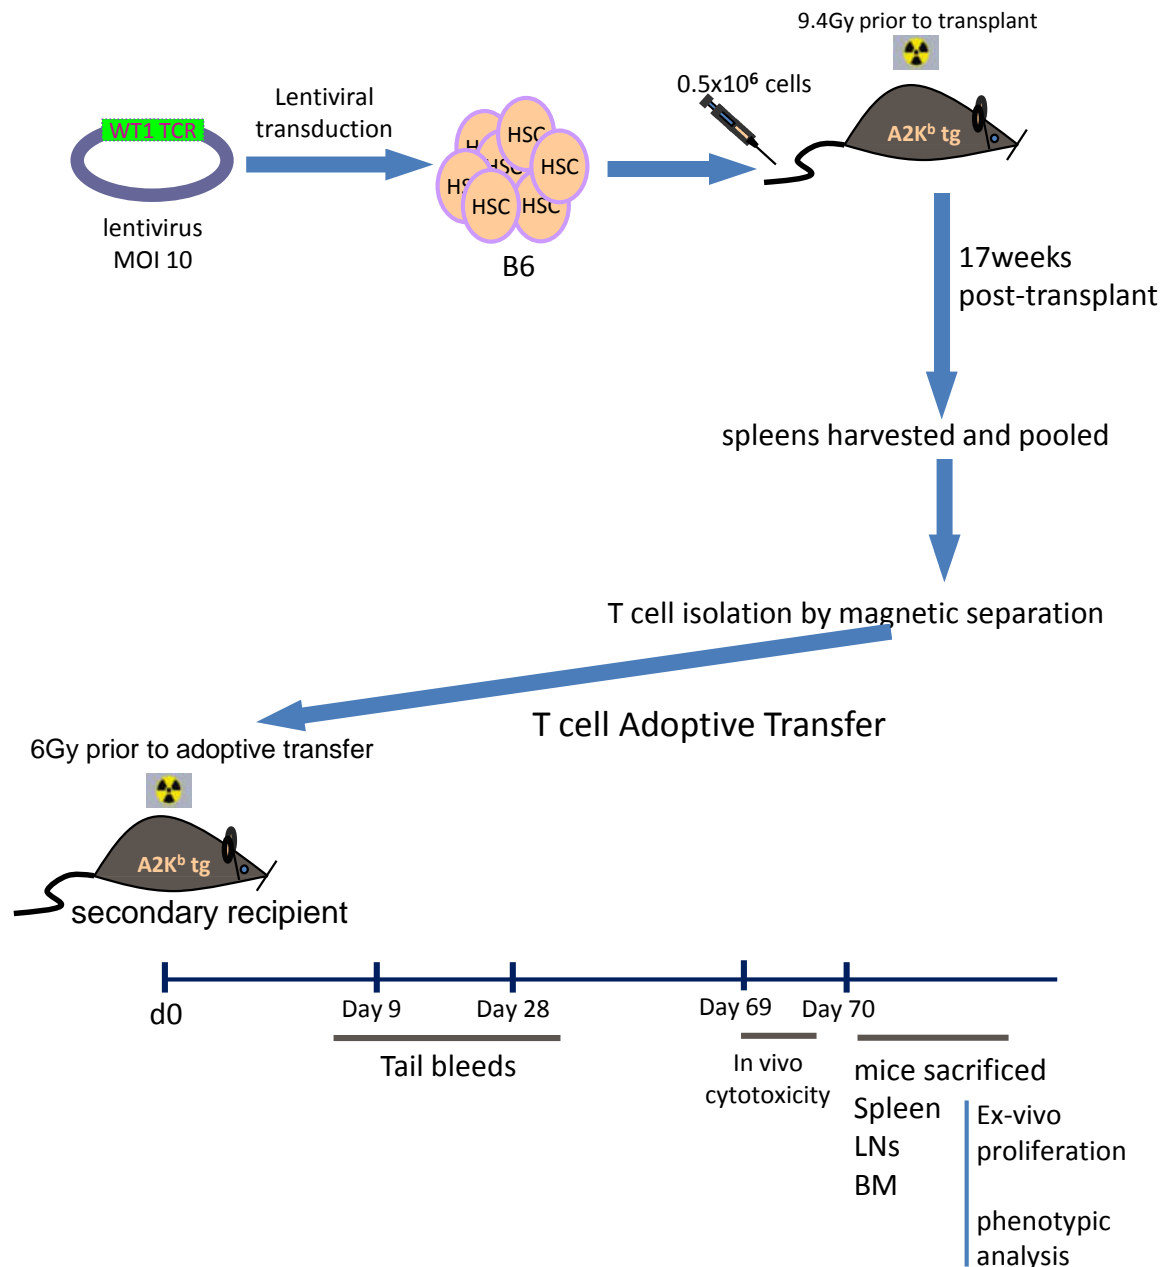 9.4Gy prior to transplant
0.5x10⁶ cells
Lentiviral
transduction
WT1 TCR
HSC
HSC
HSC
HSC
HSC
HSC
HSC
A2Kᵇ tg
lentivirus
MOI 10
B6
17weeks
post-transplant
spleens harvested and pooled
T cell isolation by magnetic separation
T cell Adoptive Transfer
6Gy prior to adoptive transfer
A2Kᵇ tg
secondary recipient
d0
Day 9
Day 28
Day 69
Day 70
Tail bleeds
In vivo
cytotoxicity
mice sacrificed
Spleen
LNs
BM
Ex-vivo
proliferation
phenotypic
analysis